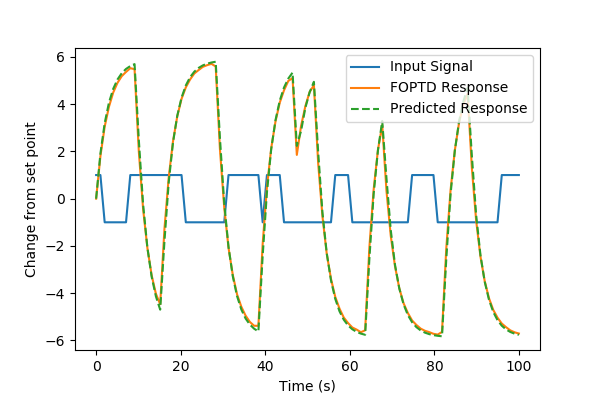 Input Signal
FOPTD Response
Predicted Response
Change from set point
6
4
2
0
−2
−4
−6
0 20 40 60 80 100
Time (s)